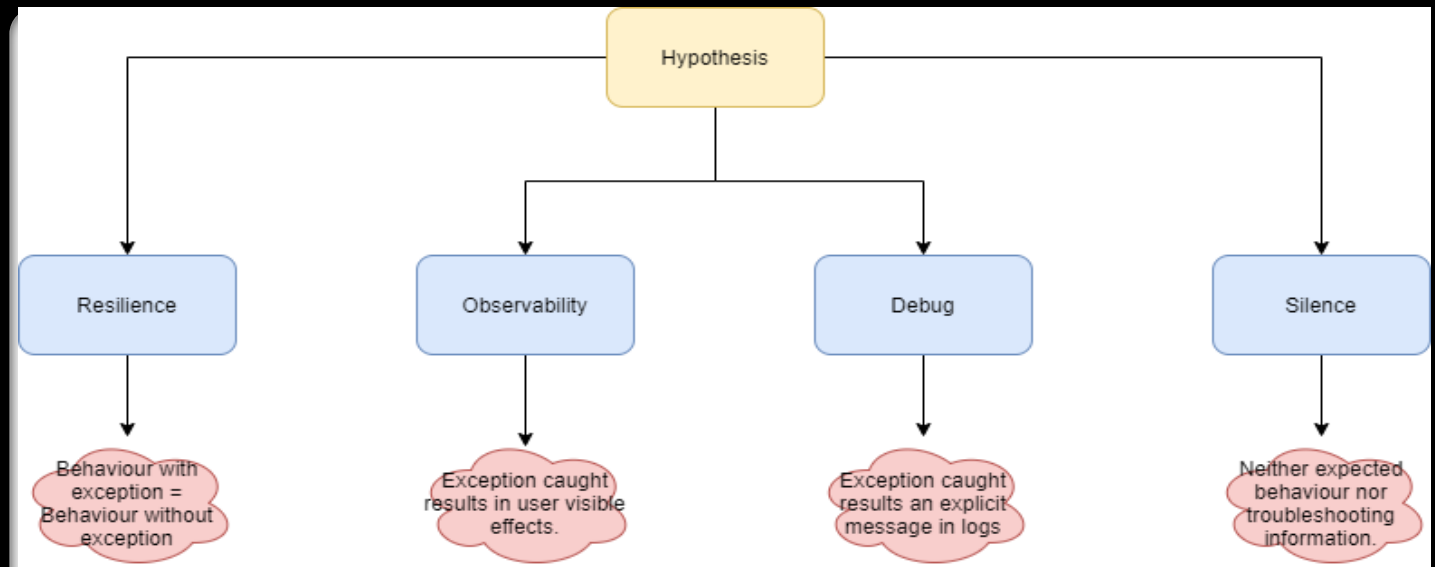 Hypothesis
Resilience
Observability
Debug
Silence
Behaviour with
exception =
Behaviour without
exception
Exception caught
results in user visible
effects.
Exception caught
results an explicit
message in logs
Neither expected
behaviour nor
troubleshooting
information.